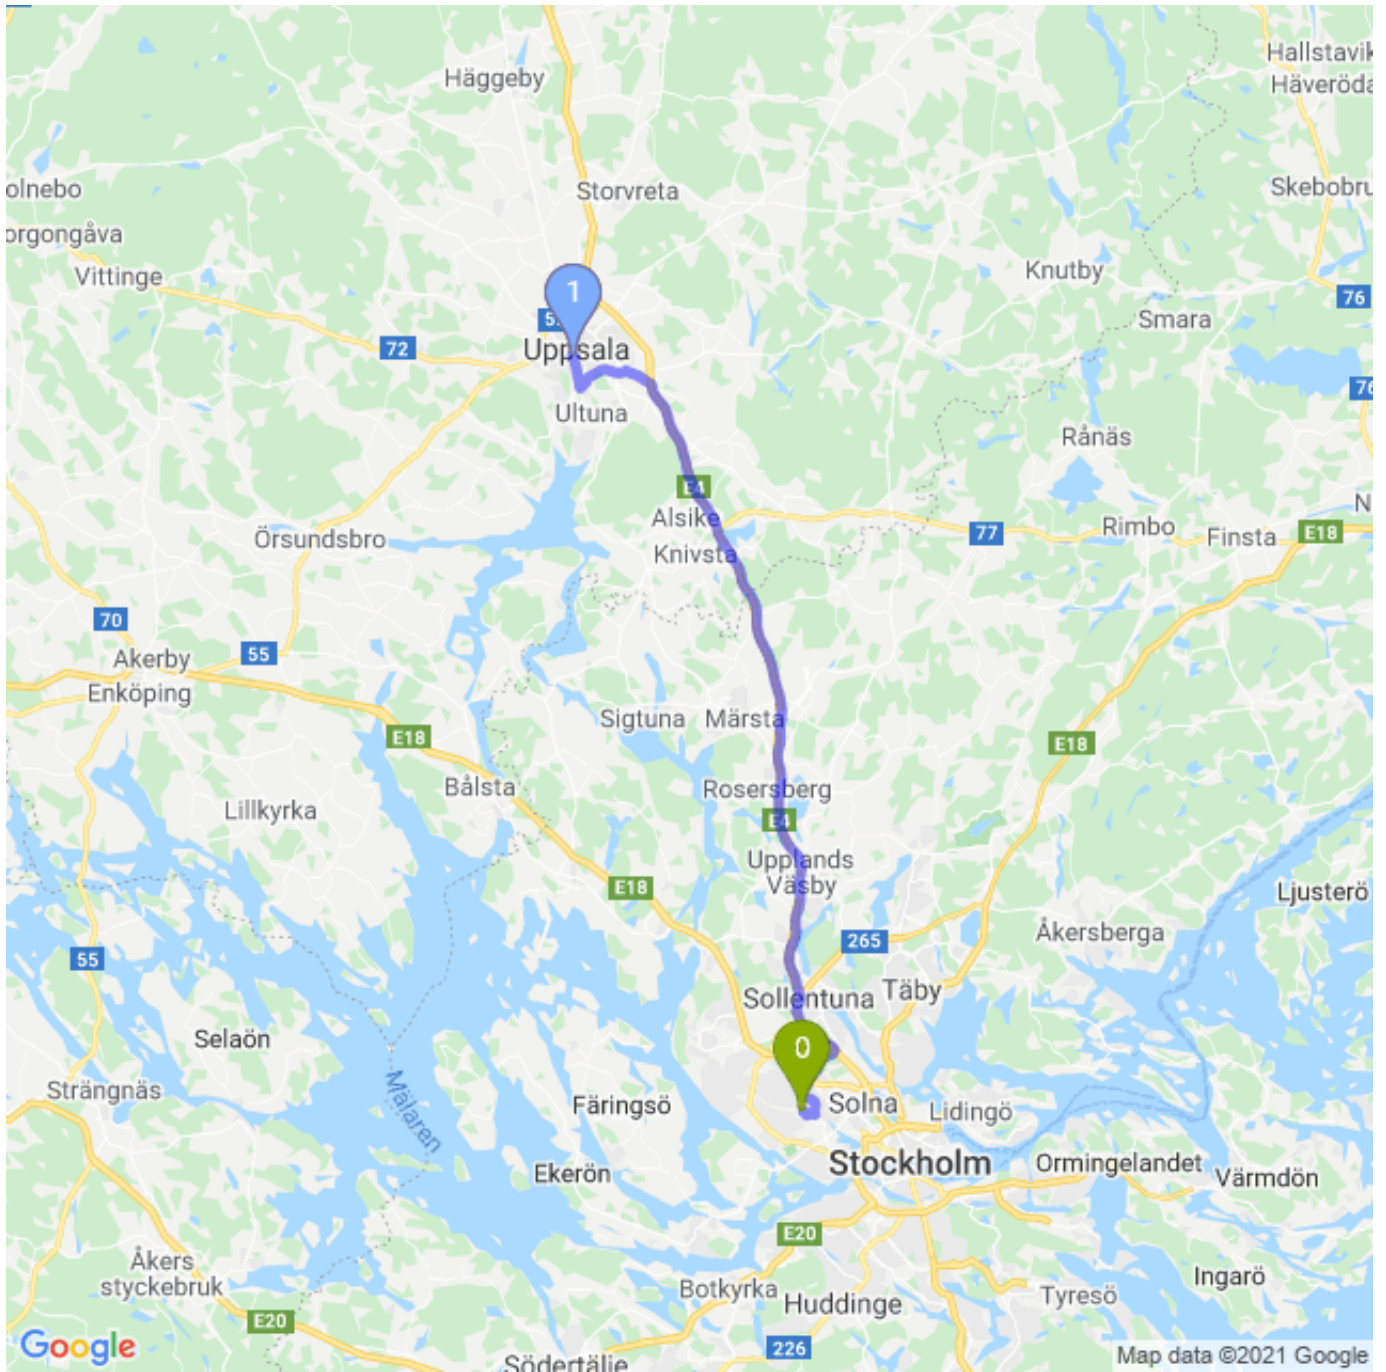 Häggeby
Hallstavik
Häveröda
Storvreta
olnebo
Skebobru
orgongåva
Vittinge
Knutby
1
76
Smara
72
Uppsala
76
Ultuna
Rånäs
E4
Alsike
N
Örsundsbro
77
Rimbo
Finsta
E18
Knivsta
70
55
Akerby
Enköping
Sigtuna
Märsta
E18
E18
Bålsta
Rosersberg
Lillkyrka
E4
Upplands
Väsby
E18
Ljusterö
265
Åkersberga
55
Sollentuna
Täby
Selaön
0
Strängnäs
Mälaren
Färingsö
Solna
Lidingö
Stockholm
Ormingelandet
Ekerön
Värmdön
E20
Åkers
styckebruk
Ingarö
Botkyrka
Huddinge
Tyresö
E20
226
Google
Södertälje
Map data ©2021 Google